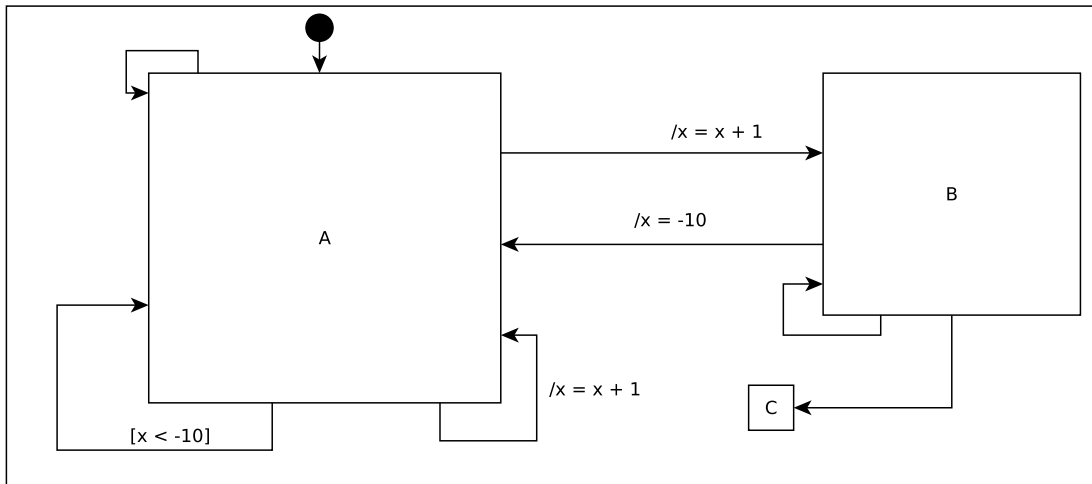 /x = x + 1
B
/x = -10
A
/x = x + 1
C
[x < -10]